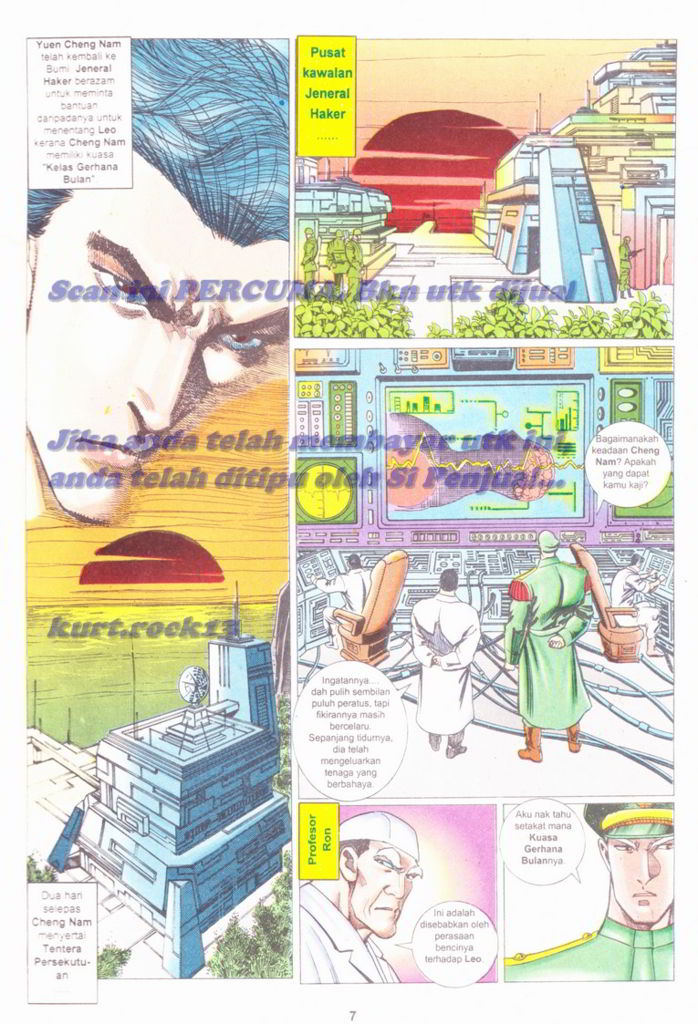 Yuen Cheng Nam
telah kembali ke
Bumi. Jeneral
Haker berazam
untuk meminta
bantuan
daripadanya untuk
menentang Leo
kerana Cheng Nam
memiliki kuasa
"Kelas Gerhana
Bulan"
Pusat
kawalan
Jeneral
Haker
......
Scan ini PERCUMA. Bkn utk dijual
Jika anda telah membayar utk ini,
anda telah ditipu oleh Si Penjual...
kurt.rock13
Bagaimanakah
keadaan Cheng
Nam? Apakah
yang dapat
kamu kaji?
Ingatannya....
dah pulih sembilan
puluh peratus, tapi
fikirannya masih
bercelaru.
Sepanjang tidurnya,
dia telah
mengeluarkan
tenaga yang
berbahaya.
Dua hari
selepas
Cheng Nam
menyertai
Tentera
Persekutu-
an
Profesor
Ron
Ini adalah
disebabkan oleh
perasaan
bencinya
terhadap Leo.
Aku nak tahu
setakat mana
Kuasa
Gerhana
Bulannya.
7